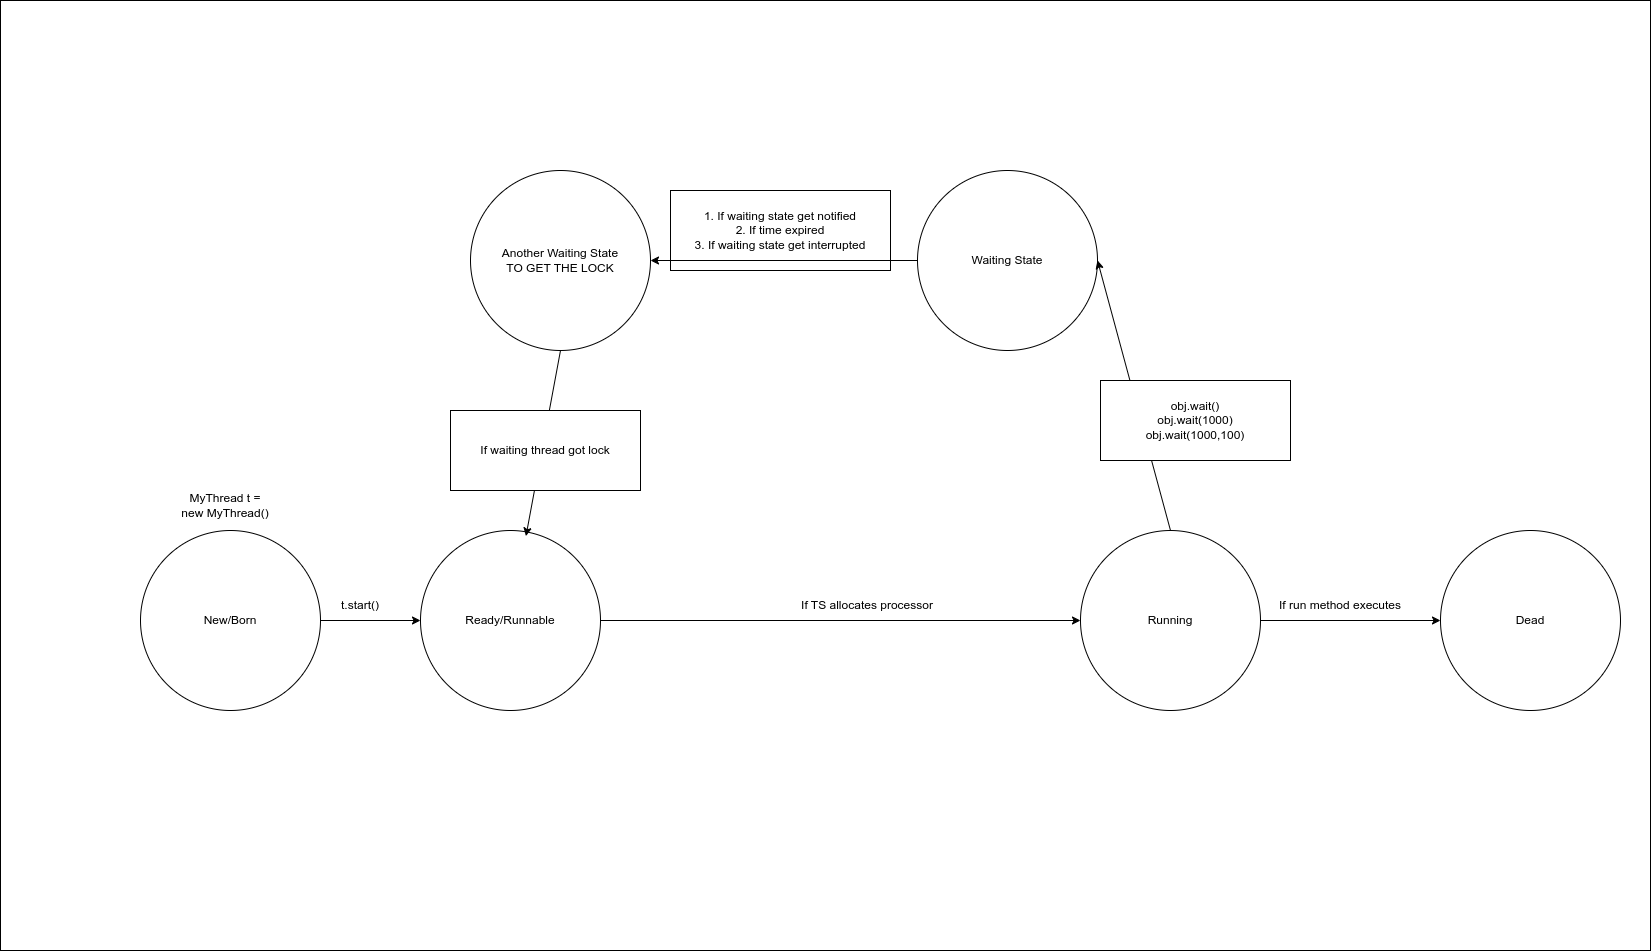 1. If waiting state get notified
2. If time expired
3. If waiting state get interrupted
Another Waiting State
TO GET THE LOCK
Waiting State
obj.wait()
obj.wait(1000)
obj.wait(1000,100)
If waiting thread got lock
MyThread t =
new MyThread()
t.start()
If TS allocates processor
If run method executes
New/Born
Ready/Runnable
Running
Dead